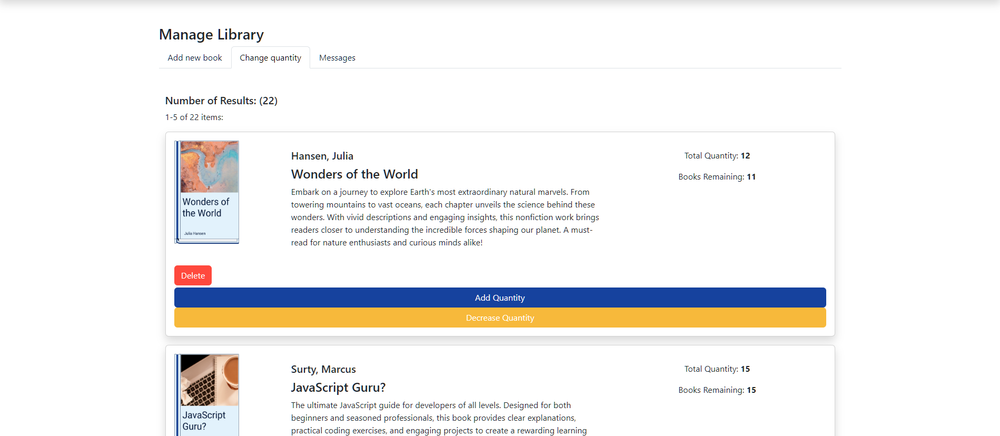 Manage Library
Add new book
Change quantity
Messages
Number of Results: (22)
1-5 of 22 items:
Wonders of
the World
Julia Hansen
Hansen, Julia
Wonders of the World
Embark on a journey to explore Earth's most extraordinary natural marvels. From
towering mountains to vast oceans, each chapter unveils the science behind these
wonders. With vivid descriptions and engaging insights, this nonfiction work brings
readers closer to understanding the incredible forces shaping our planet. A must-
read for nature enthusiasts and curious minds alike!
Total Quantity: 12
Books Remaining: 11
Delete
Add Quantity
Decrease Quantity
JavaScript
Guru?
Surty, Marcus
JavaScript Guru?
The ultimate JavaScript guide for developers of all levels. Designed for both
beginners and seasoned professionals, this book provides clear explanations,
practical coding exercises, and engaging projects to create a rewarding learning
Total Quantity: 15
Books Remaining: 15